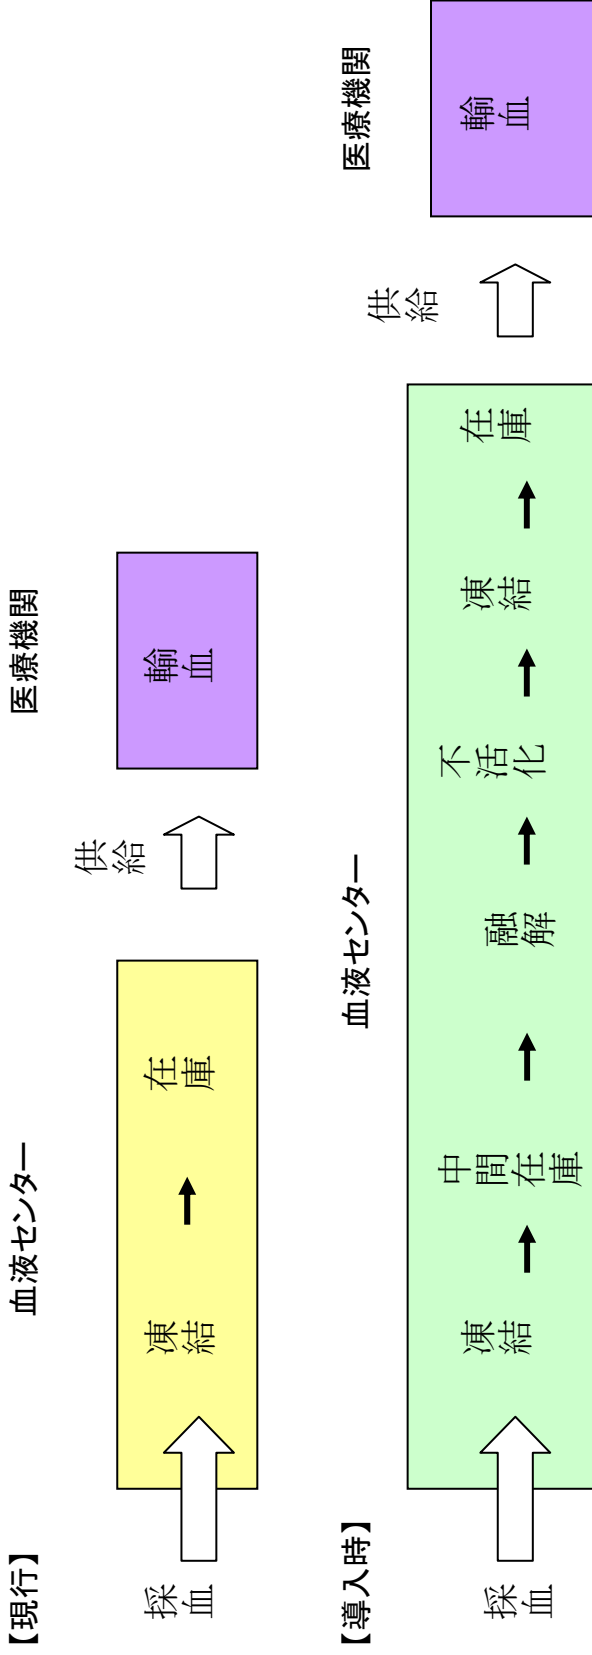 【現行】
血液センター
医療機関
採血
凍結
在庫
供給
輸血
【導入時】
血液センター
医療機関
採血
凍結
中間在庫
融解
不活化
凍結
在庫
供給
輸血